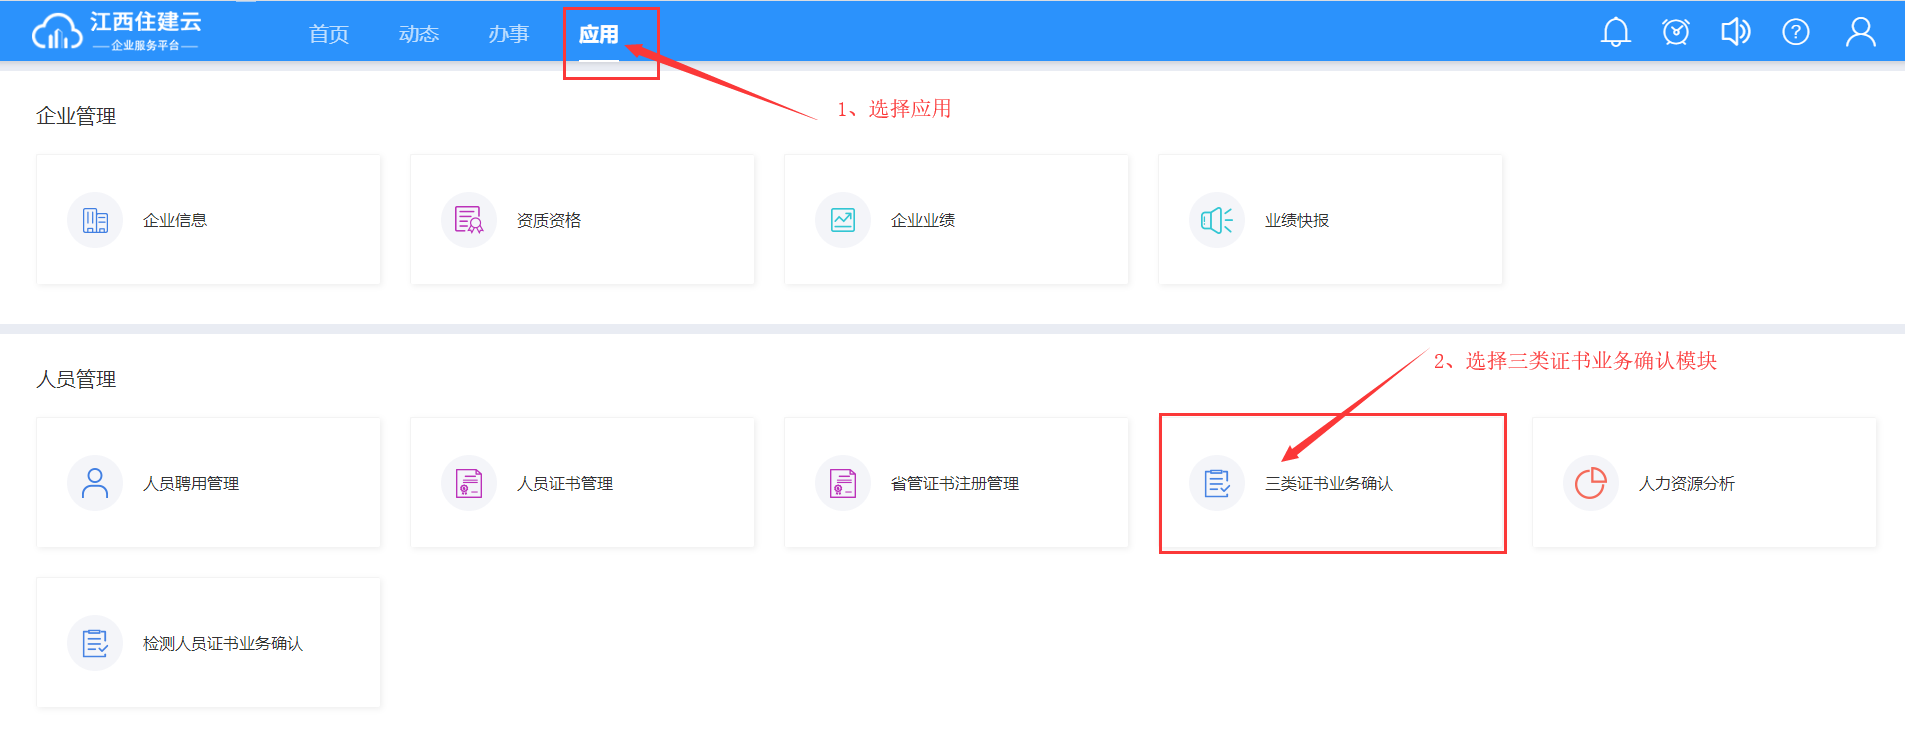 江西住建云
企业服务平台
首页 动态 办事 应用
1、选择应用
企业管理
企业信息 资质资格 企业业绩 业绩快报
2、选择三类证书业务确认模块
人员管理
人员聘用管理 人员证书管理 省管证书注册管理 三类证书业务确认 人力资源分析
检测人员证书业务确认